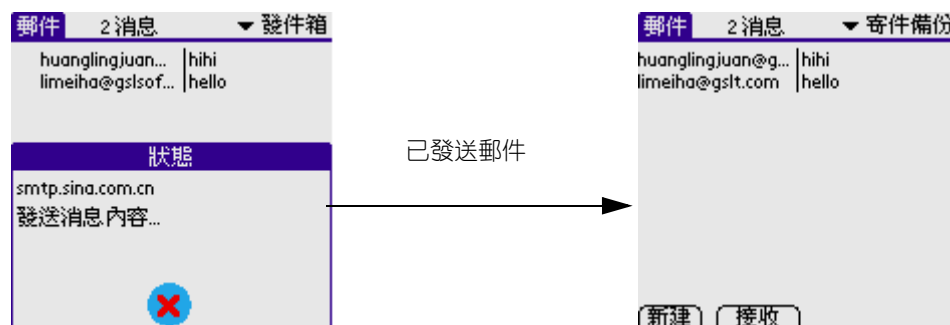 郵件 2 消息 發件箱
huanglingjuan... hihi
limeiha@gslsof... hello
狀態
smtp.sina.com.cn
發送消息內容...
已發送郵件
郵件 2 消息 寄件備份
huanglingjuan@g... hihi
limeiha@gslt.com hello
新建 接收